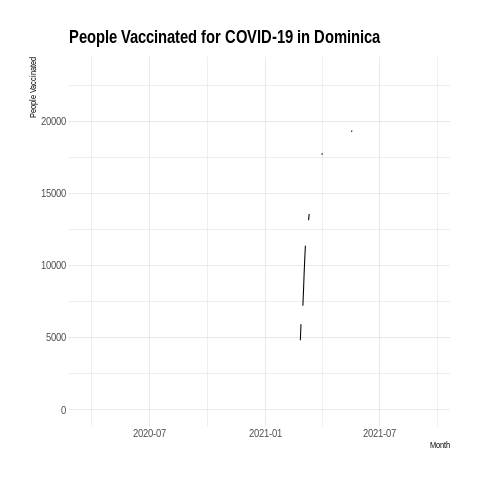 People Vaccinated for COVID-19 in Dominica
People Vaccinated
20000
15000
10000
5000
0
2020-07
2021-01
2021-07
Month